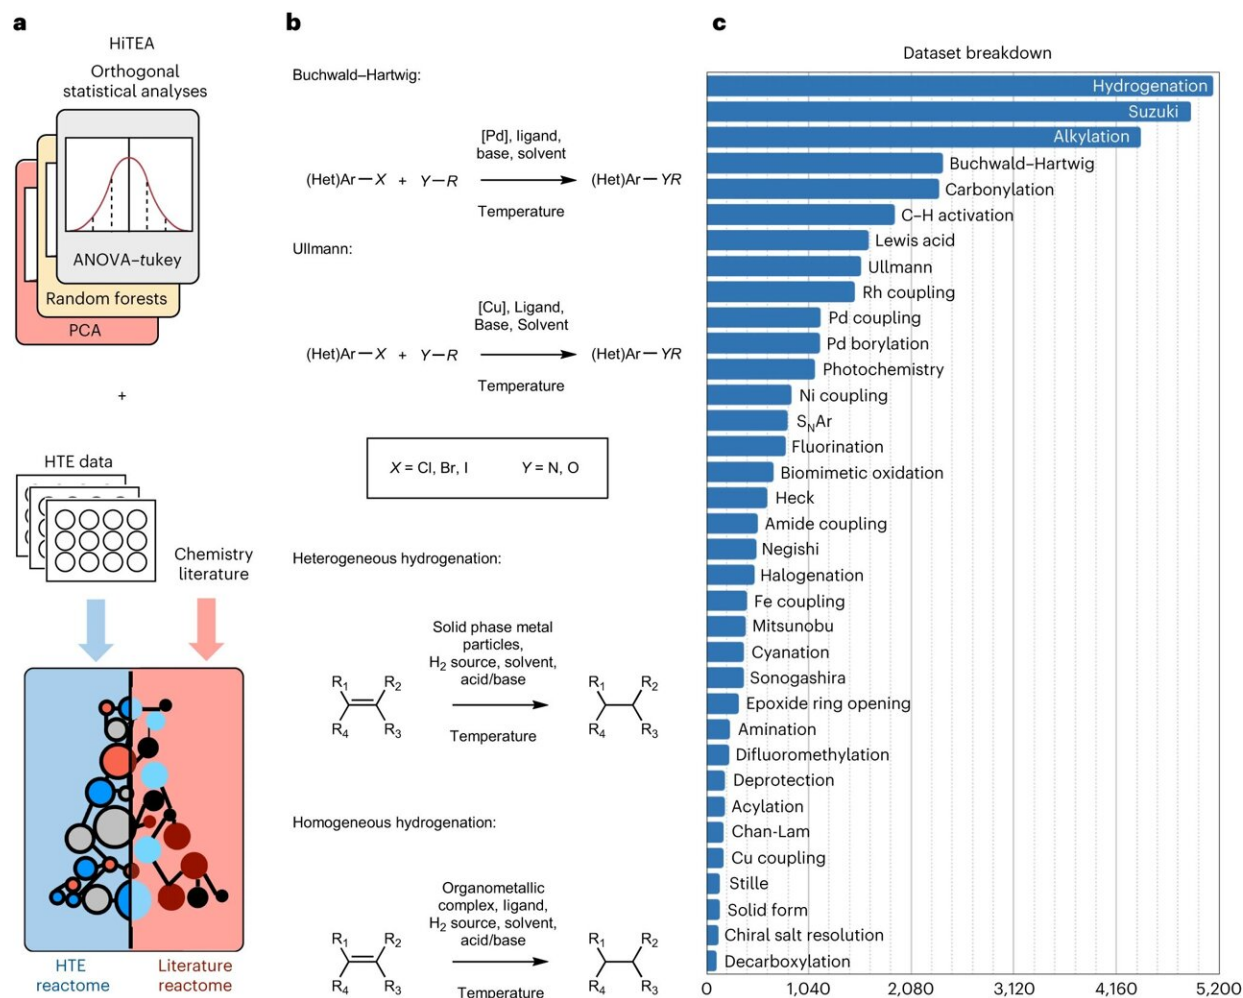 a
HiTEA
Orthogonal
statistical analyses
ANOVA–tukey
Random forests
PCA
+
HTE data
Chemistry
literature
HTE
reactome
Literature
reactome
b
Buchwald–Hartwig:
[Pd], ligand,
base, solvent
(Het)Ar — X + Y — R (Het)Ar — YR
Temperature
Ullmann:
[Cu], Ligand,
Base, Solvent
(Het)Ar — X + Y — R (Het)Ar — YR
Temperature
X = Cl, Br, I Y = N, O
Heterogeneous hydrogenation:
Solid phase metal
particles,
H2 source, solvent,
acid/base
R1 R2 R1 R2
R4 R3 R4 R3
Temperature
Homogeneous hydrogenation:
Organometallic
complex, ligand,
H2 source, solvent,
acid/base
R1 R2 R1 R2
R4 R3 R4 R3
Temperature
c
Dataset breakdown
Hydrogenation
Suzuki
Alkylation
Buchwald–Hartwig
Carbonylation
C–H activation
Lewis acid
Ullmann
Rh coupling
Pd coupling
Pd borylation
Photochemistry
Ni coupling
SNAr
Fluorination
Biomimetic oxidation
Heck
Amide coupling
Negishi
Halogenation
Fe coupling
Mitsunobu
Cyanation
Sonogashira
Epoxide ring opening
Amination
Difluoromethylation
Deprotection
Acylation
Chan-Lam
Cu coupling
Stille
Solid form
Chiral salt resolution
Decarboxylation
0 1,040 2,080 3,120 4,160 5,200